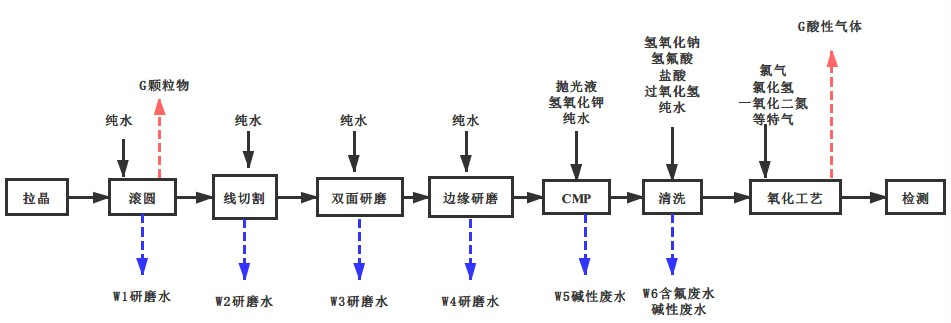 G酸性气体
氢氧化钠
氢氟酸
盐酸
过氧化氢
纯水
氯气
氯化氢
一氧化二氮
等特气
抛光液
氢氧化钾
纯水
G颗粒物
纯水
纯水
纯水
纯水
拉晶
滚圆
线切割
双面研磨
边缘研磨
CMP
清洗
氧化工艺
检测
W1研磨水
W2研磨水
W3研磨水
W4研磨水
W5碱性废水
W6含氟废水
碱性废水